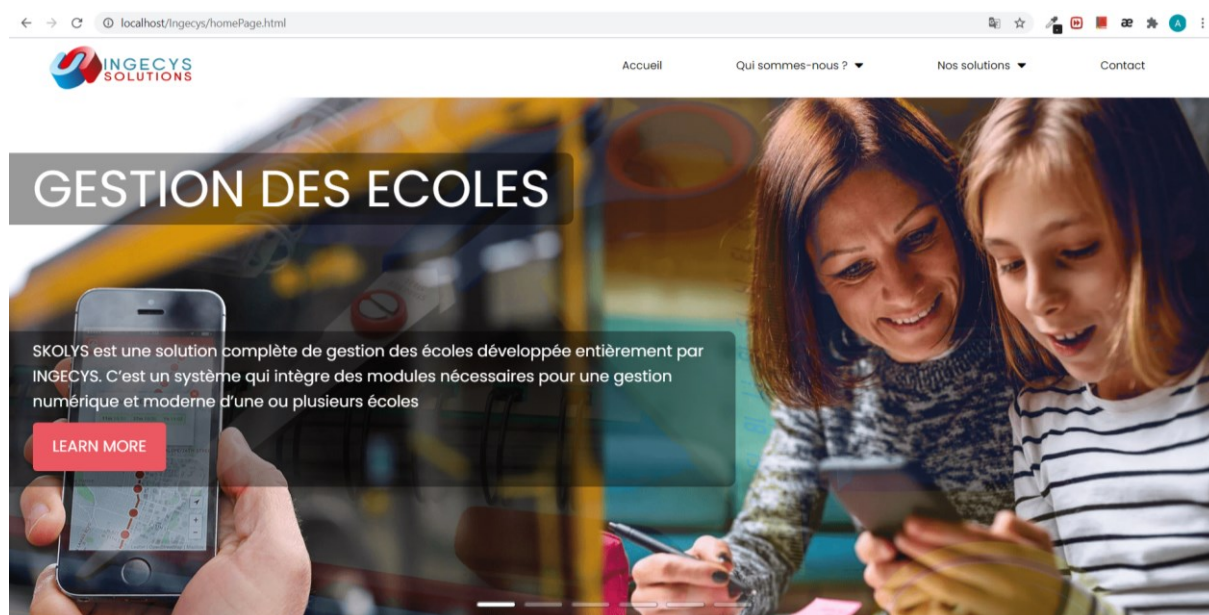 localhost/Ingecys/homePage.html
INGECYS
SOLUTIONS
Accueil
Qui sommes-nous ?
Nos solutions
Contact
GESTION DES ECOLES
SKOLYS est une solution complète de gestion des écoles développée entièrement par
INGECYS. C’est un système qui intègre des modules nécessaires pour une gestion
numérique et moderne d’une ou plusieurs écoles
LEARN MORE